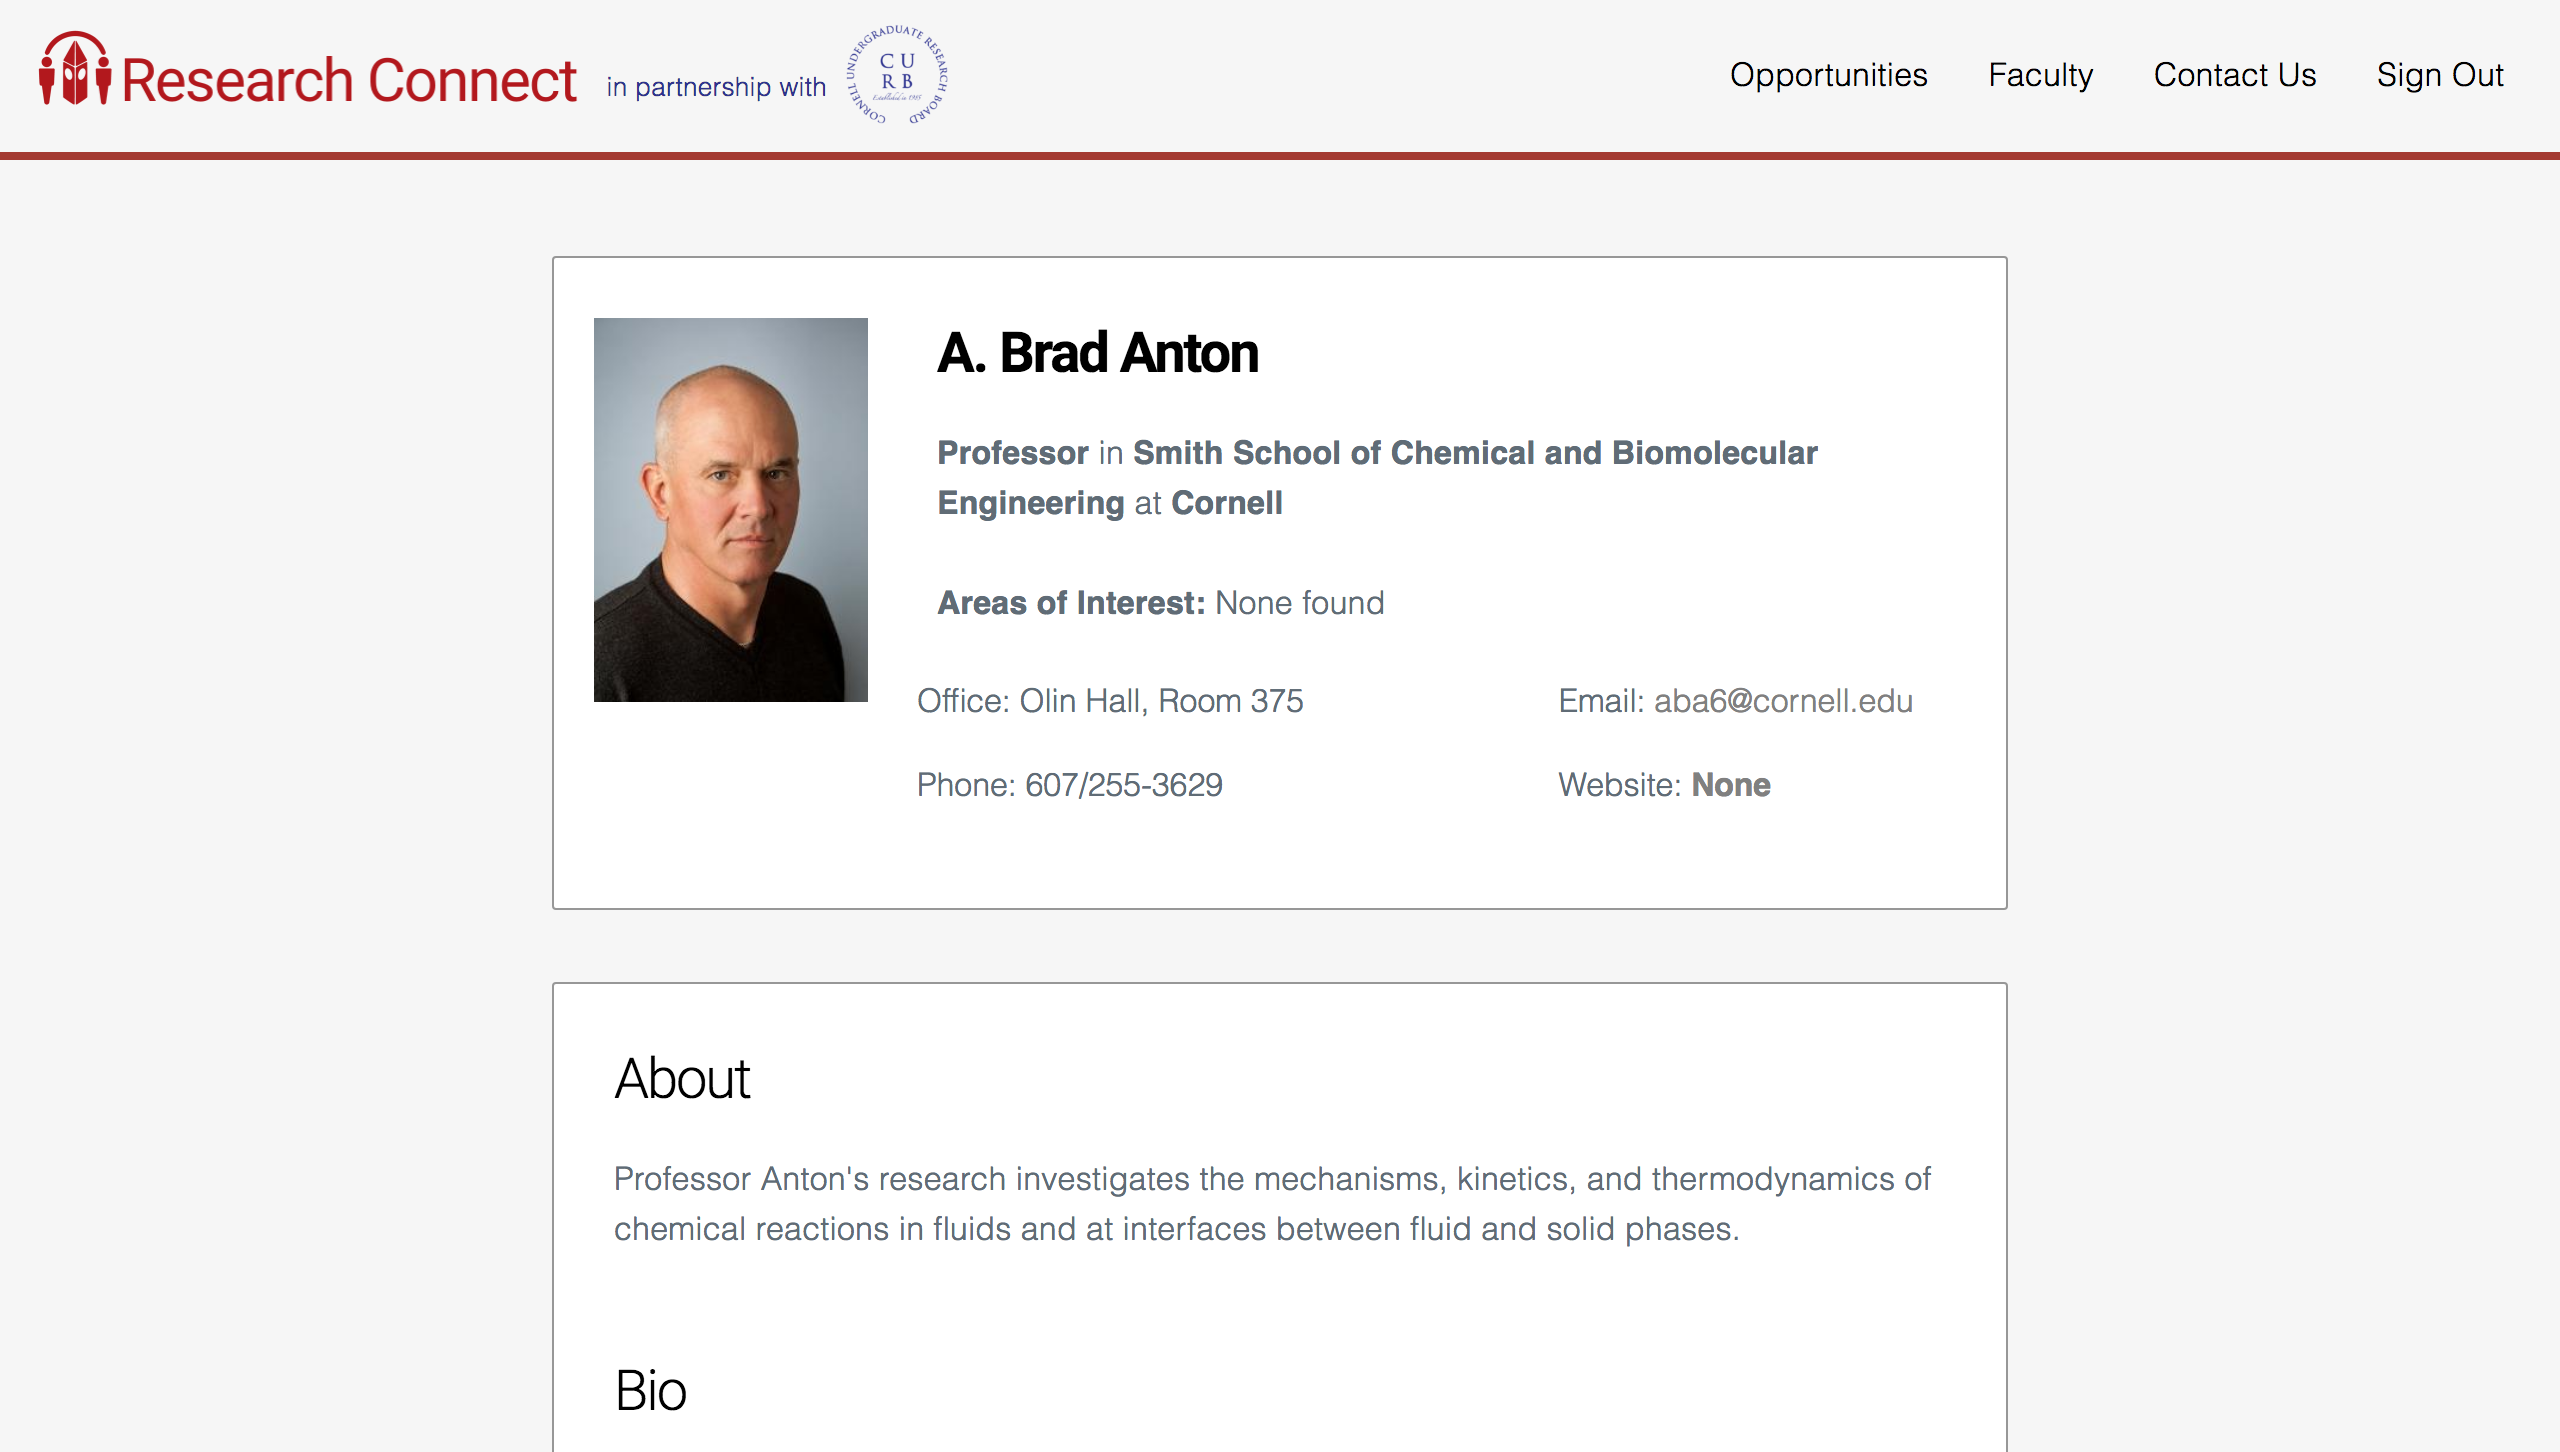 Research Connect in partnership with
CORNELL UNDERGRADUATE RESEARCH BOARD
CU
RB
Established in 1985
Opportunities Faculty Contact Us Sign Out
A. Brad Anton
Professor in Smith School of Chemical and Biomolecular
Engineering at Cornell
Areas of Interest: None found
Office: Olin Hall, Room 375 Email: aba6@cornell.edu
Phone: 607/255-3629 Website: None
About
Professor Anton's research investigates the mechanisms, kinetics, and thermodynamics of
chemical reactions in fluids and at interfaces between fluid and solid phases.
Bio